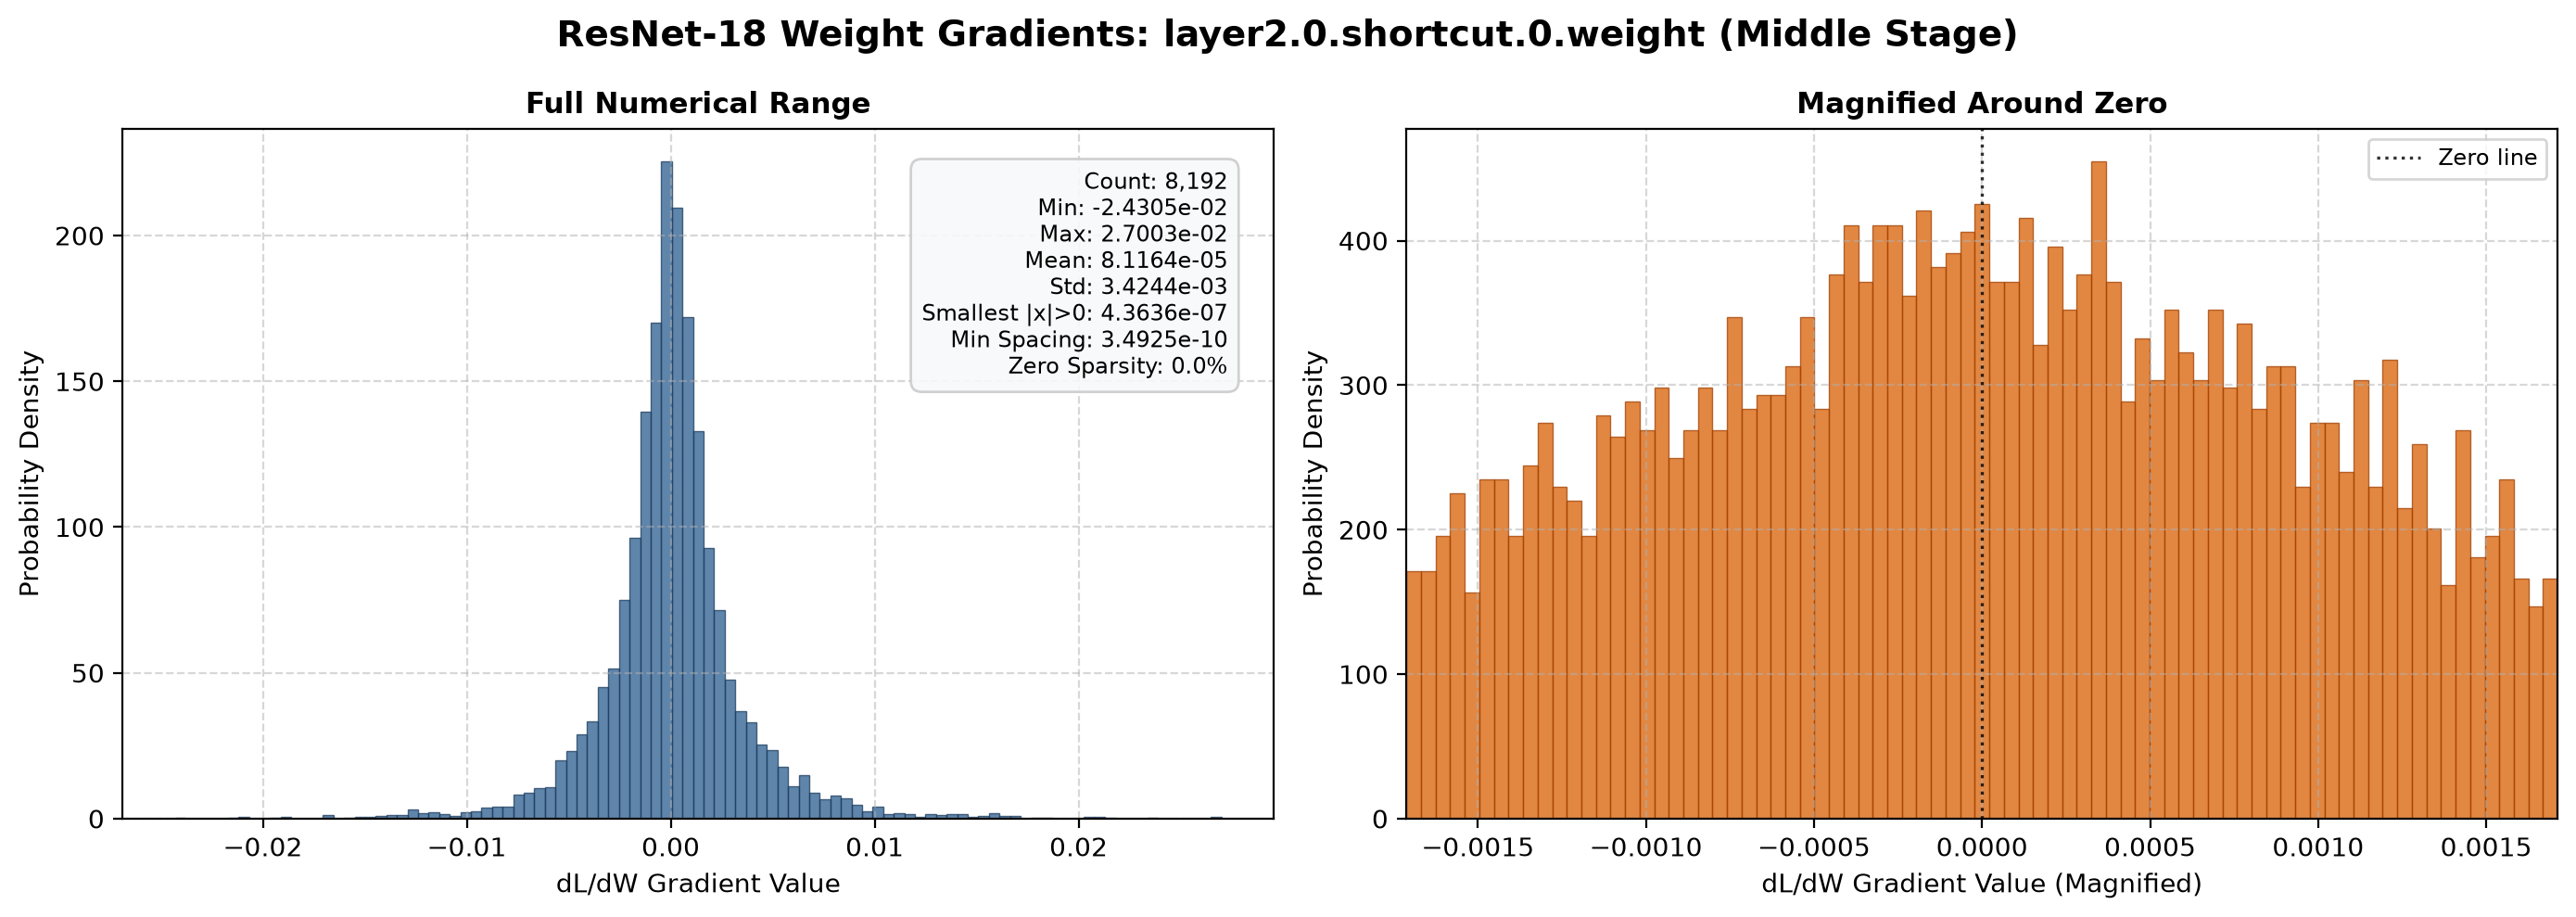 ResNet-18 Weight Gradients: layer2.0.shortcut.0.weight (Middle Stage)
Full Numerical Range
Probability Density
200
150
100
50
0
−0.02
−0.01
0.00
0.01
0.02
dL/dW Gradient Value
Count: 8,192
Min: -2.4305e-02
Max: 2.7003e-02
Mean: 8.1164e-05
Std: 3.4244e-03
Smallest |x|>0: 4.3636e-07
Min Spacing: 3.4925e-10
Zero Sparsity: 0.0%
Magnified Around Zero
Probability Density
400
300
200
100
0
−0.0015
−0.0010
−0.0005
0.0000
0.0005
0.0010
0.0015
dL/dW Gradient Value (Magnified)
Zero line